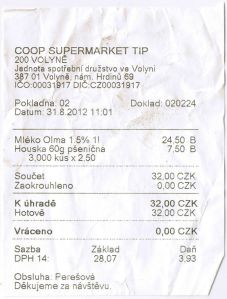 COOP SUPERMARKET TIP
200 VOLYNĚ
Jednota spotřební družstvo ve Volyni
387 01 Volyně, nám. Hrdinů 69
IČO:00031917 DIČ:CZ00031917
Pokladna: 02 Doklad: 020224
Datum: 31.8.2012 11:01
Mléko Olma 1.5% 1l 24,50 B
Houska 60g pšeničná 7,50 B
3,000 kus x 2,50
Součet 32,00 CZK
Zaokrouhleno 0,00 CZK
K úhradě 32,00 CZK
Hotově 32,00 CZK
Vráceno 0,00 CZK
Sazba Základ Daň
DPH 14: 28,07 3,93
Obsluha: Perešová
Děkujeme za návštěvu.